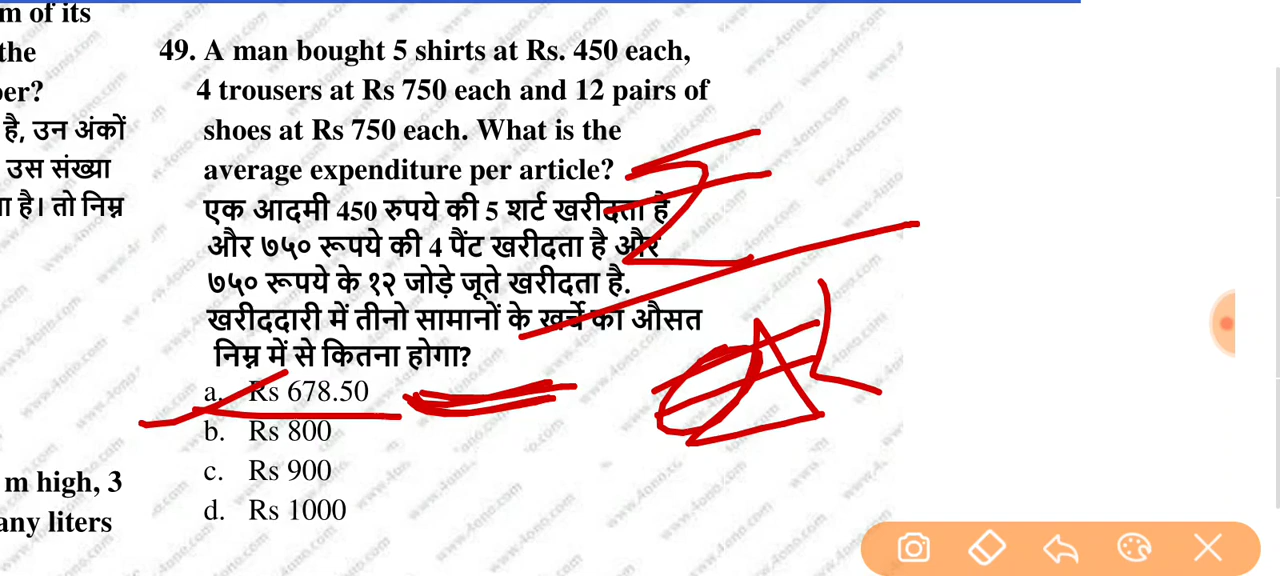 m of its
the
er?
है, उन अंकों
उस संख्या
ा है। तो निम्न
m high, 3
any liters
49. A man bought 5 shirts at Rs. 450 each,
4 trousers at Rs 750 each and 12 pairs of
shoes at Rs 750 each. What is the
average expenditure per article?
एक आदमी 450 रुपये की 5 शर्ट खरीदता है
और ७५० रूपये की 4 पैंट खरीदता है और
७५० रूपये के १२ जोड़े जूते खरीदता है.
खरीददारी में तीनो सामानों के खर्चे का औसत
निम्न में से कितना होगा?
a. Rs 678.50
b. Rs 800
c. Rs 900
d. Rs 1000